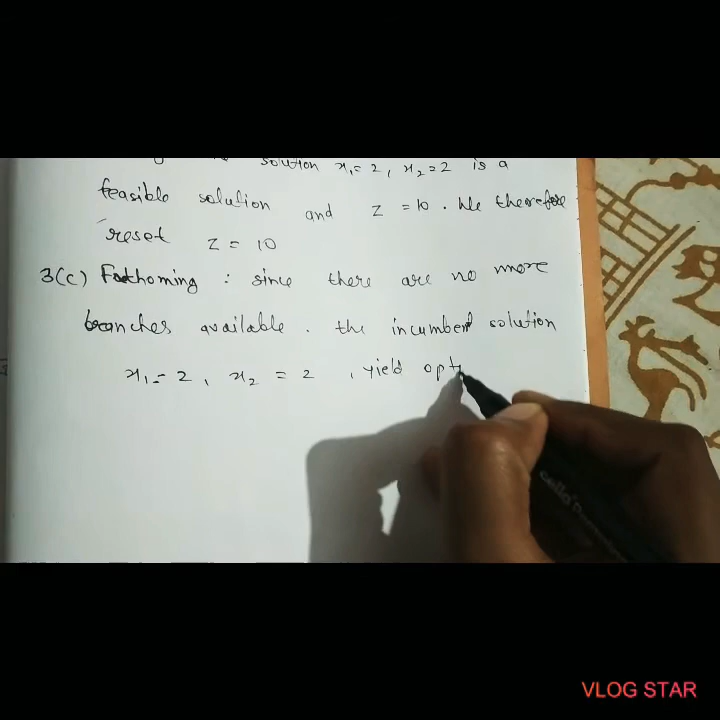 solution x₁ = 2, x₂ = 2 is a
feasible solution and z = 10. We therefore
reset z = 10
3(c) Fathoming : since there are no more
branches available. the incumbent solution
x₁ = 2, x₂ = 2, yield opt
VLOG STAR